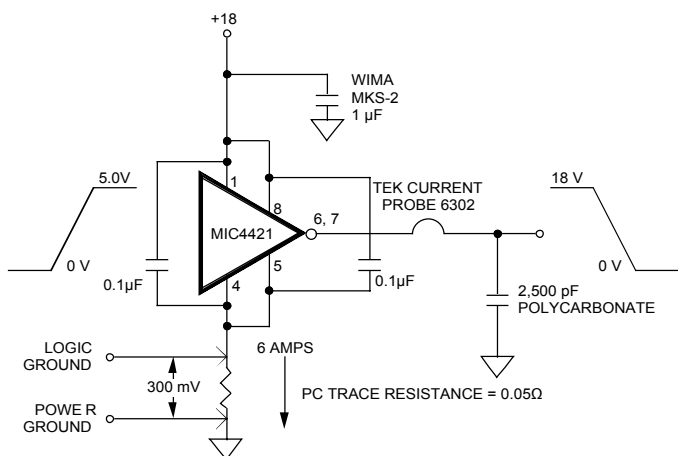 +18
WIMA
MKS-2
1 µF
5.0V
0 V
0.1µF
1
8
MIC4421
6, 7
5
4
0.1µF
TEK CURRENT
PROBE 6302
18 V
0 V
2,500 pF
POLYCARBONATE
LOGIC
GROUND
300 mV
POWE R
GROUND
6 AMPS
PC TRACE RESISTANCE = 0.05Ω